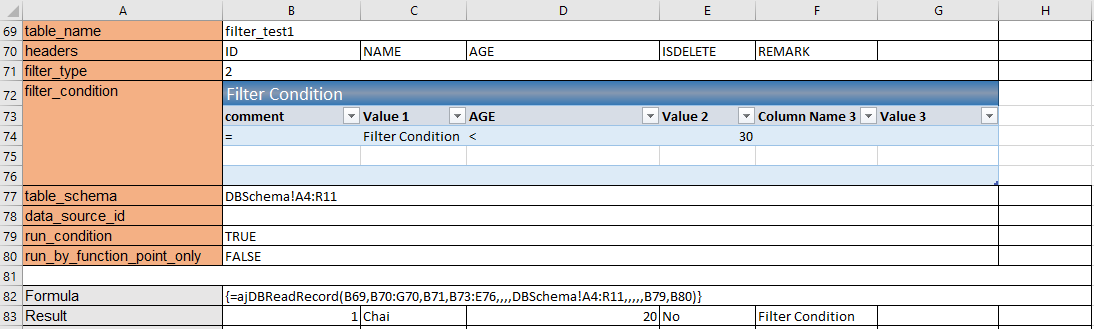 A B C D E F G H
69 table_name filter_test1
70 headers ID NAME AGE ISDELETE REMARK
71 filter_type 2
72 filter_condition Filter Condition
73 comment Value 1 AGE Value 2 Column Name 3 Value 3
74 = Filter Condition < 30
75
76
77 table_schema DBSchema!A4:R11
78 data_source_id
79 run_condition TRUE
80 run_by_function_point_only FALSE
81
82 Formula {=ajDBReadRecord(B69,B70:G70,B71,B73:E76,,,,DBSchema!A4:R11,,,,,B79,B80)}
83 Result 1 Chai 20 No Filter Condition